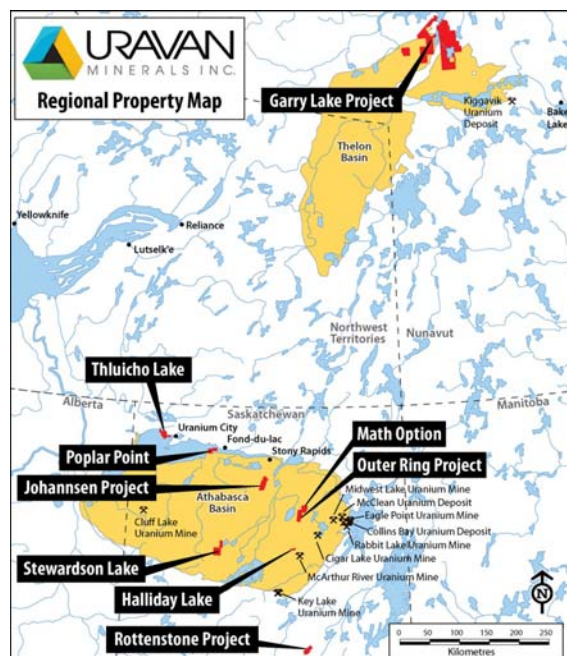 URAVAN
MINERALS INC.
Regional Property Map
Garry Lake Project
Kiggavik
Uranium
Deposit
Bake
Lake
Thelon
Basin
Yellowknife
Reliance
Lutselk'e
Northwest
Territories
Nunavut
Thluicho Lake
Alberta
Saskatchewan
Manitoba
Uranium City
Fond-du-lac
Stony Rapids
Poplar Point
Math Option
Johannsen Project
Outer Ring Project
Athabasca
Basin
Midwest Lake Uranium Mine
McClean Uranium Deposit
Eagle Point Uranium Mine
Cluff Lake
Uranium Mine
Collins Bay Uranium Deposit
Rabbit Lake Uranium Mine
Cigar Lake Uranium Mine
Stewardson Lake
McArthur River Uranium Mine
Halliday Lake
Key Lake
Uranium Mine
N
Rottenstone Project
0 50 100 150 200 250
Kilometres